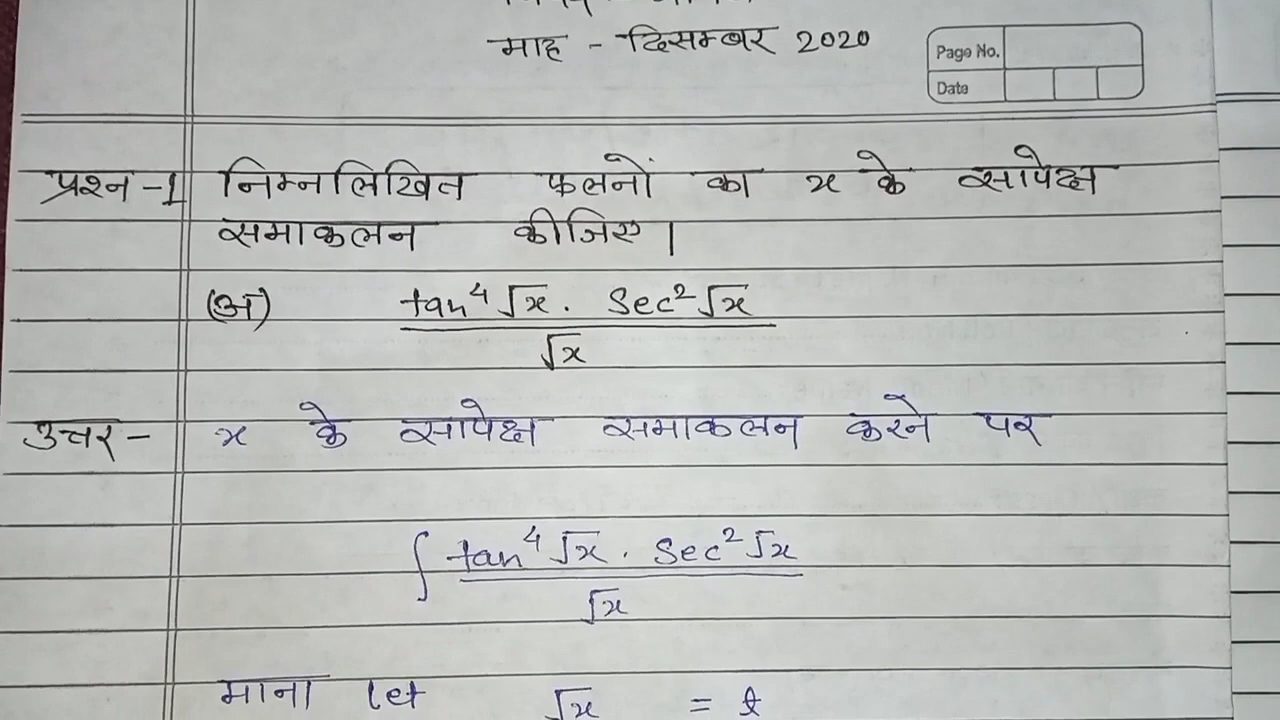 माह - दिसम्बर 2020
Page No.
Date
प्रश्न -1 निम्नलिखित फलनों का x के सापेक्ष
समाकलन कीजिए।
(अ) tan⁴ √x . Sec² √x
√x
उत्तर - x के सापेक्ष समाकलन करने पर
∫ tan⁴ √x . Sec² √x
√x
माना let √x = t